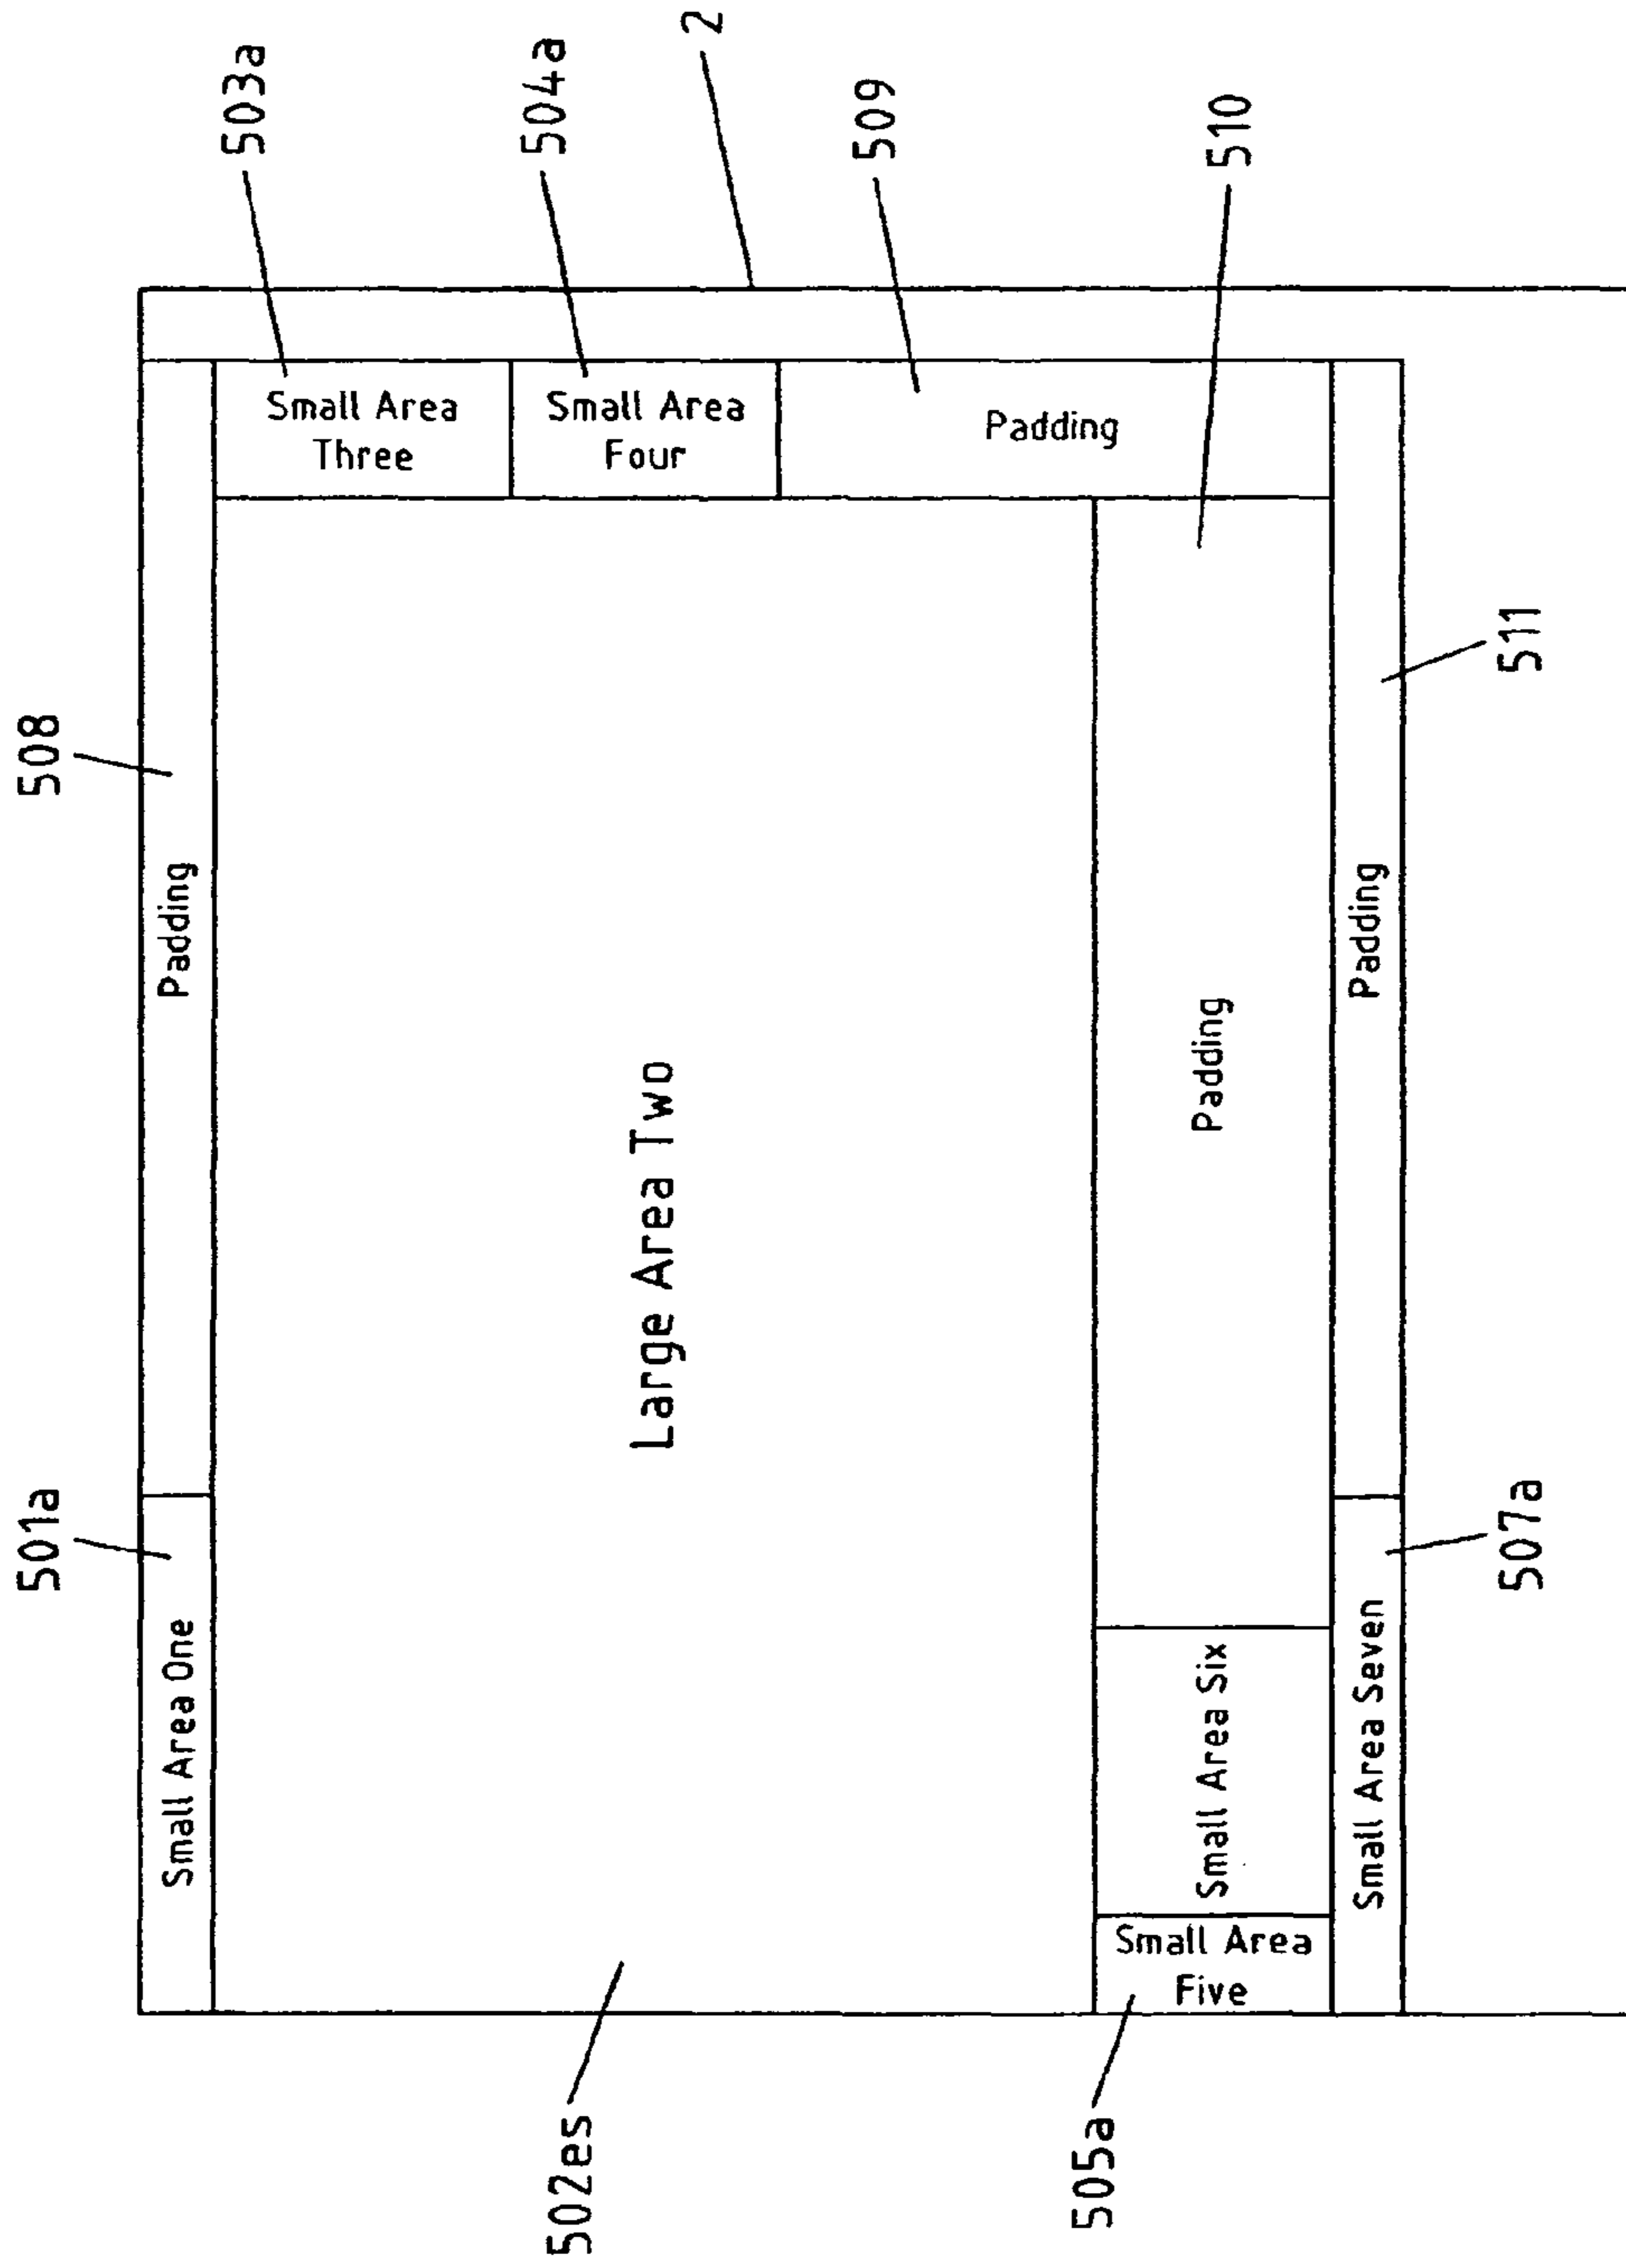 503a
504a
2
509
510
508
511
Small Area
Three
Small Area
Four
Padding
Padding
Large Area Two
Padding
Padding
501a
Small Area One
507a
Small Area Six
Small Area Seven
Small Area
Five
502es
505a